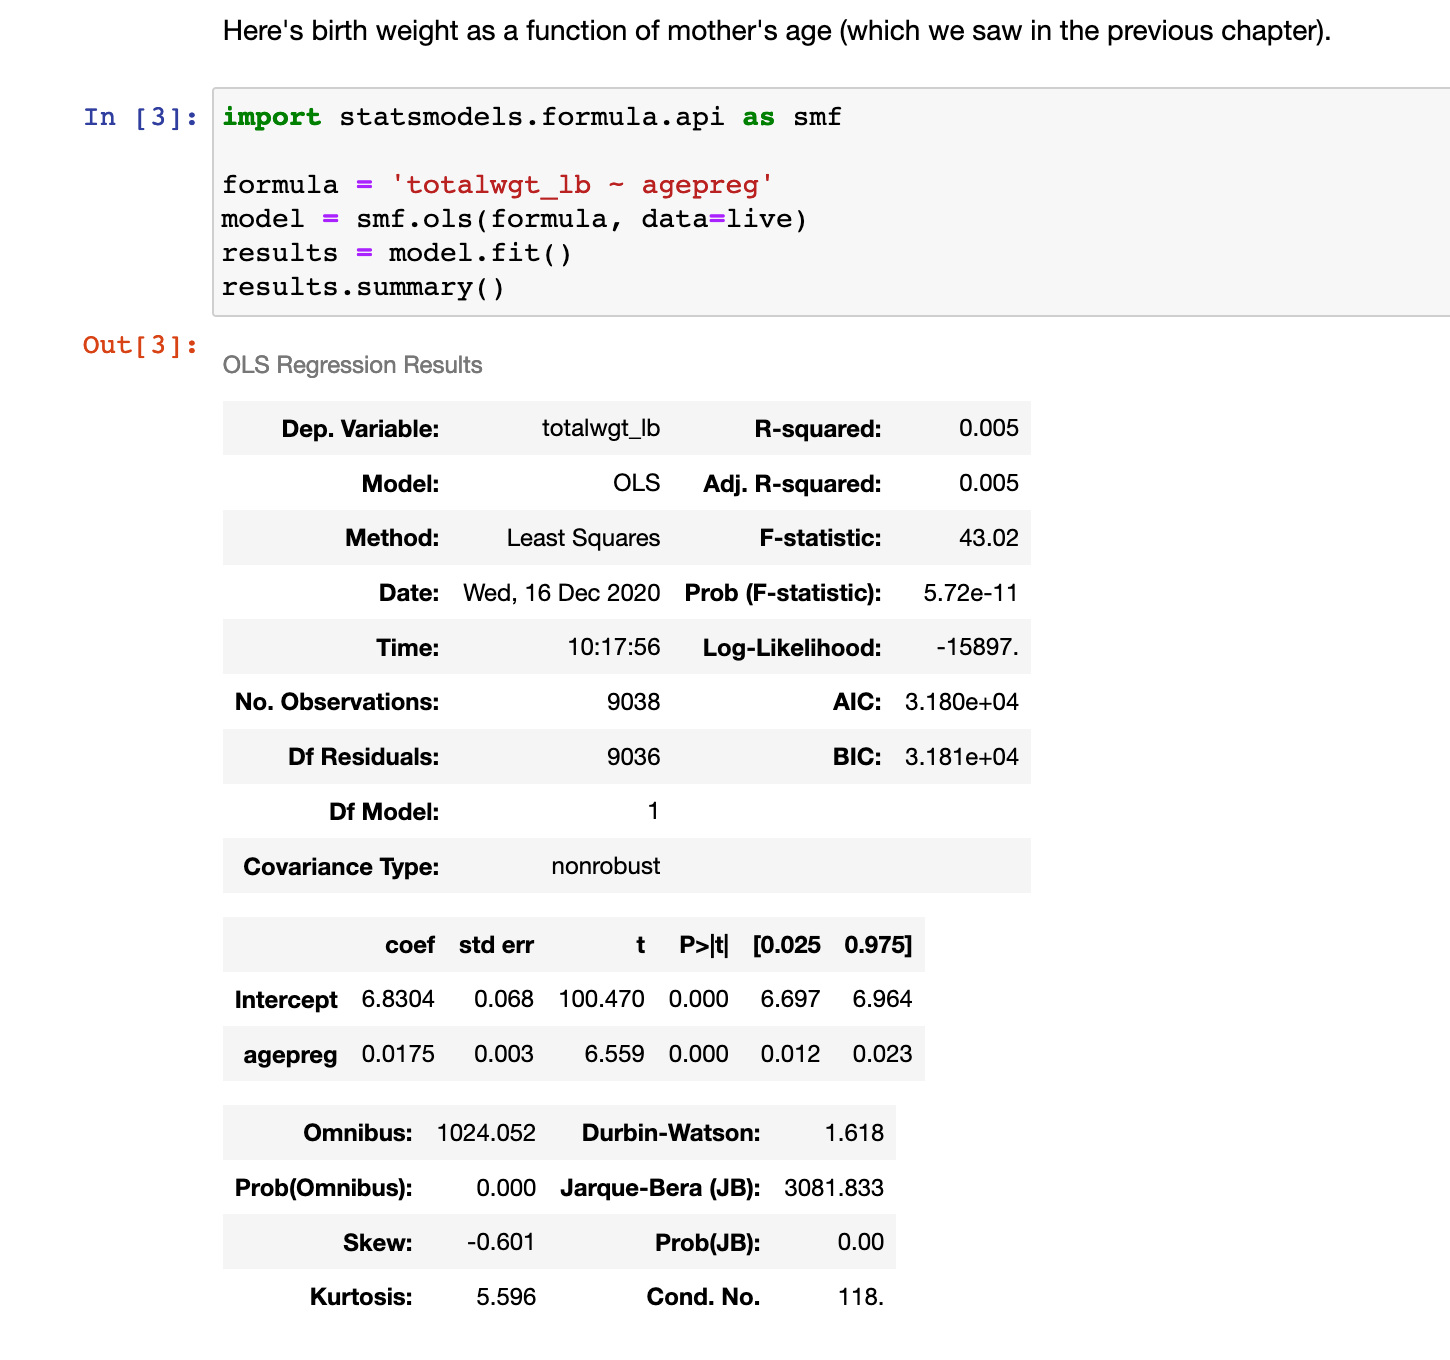 Here's birth weight as a function of mother's age (which we saw in the previous chapter).
In [3]:
import statsmodels.formula.api as smf
formula = 'totalwgt_lb ~ agepreg'
model = smf.ols(formula, data=live)
results = model.fit()
results.summary()
Out[3]:
OLS Regression Results
Dep. Variable: totalwgt_lb R-squared: 0.005
Model: OLS Adj. R-squared: 0.005
Method: Least Squares F-statistic: 43.02
Date: Wed, 16 Dec 2020 Prob (F-statistic): 5.72e-11
Time: 10:17:56 Log-Likelihood: -15897.
No. Observations: 9038 AIC: 3.180e+04
Df Residuals: 9036 BIC: 3.181e+04
Df Model: 1
Covariance Type: nonrobust
coef std err t P>|t| [0.025 0.975]
Intercept 6.8304 0.068 100.470 0.000 6.697 6.964
agepreg 0.0175 0.003 6.559 0.000 0.012 0.023
Omnibus: 1024.052 Durbin-Watson: 1.618
Prob(Omnibus): 0.000 Jarque-Bera (JB): 3081.833
Skew: -0.601 Prob(JB): 0.00
Kurtosis: 5.596 Cond. No. 118.